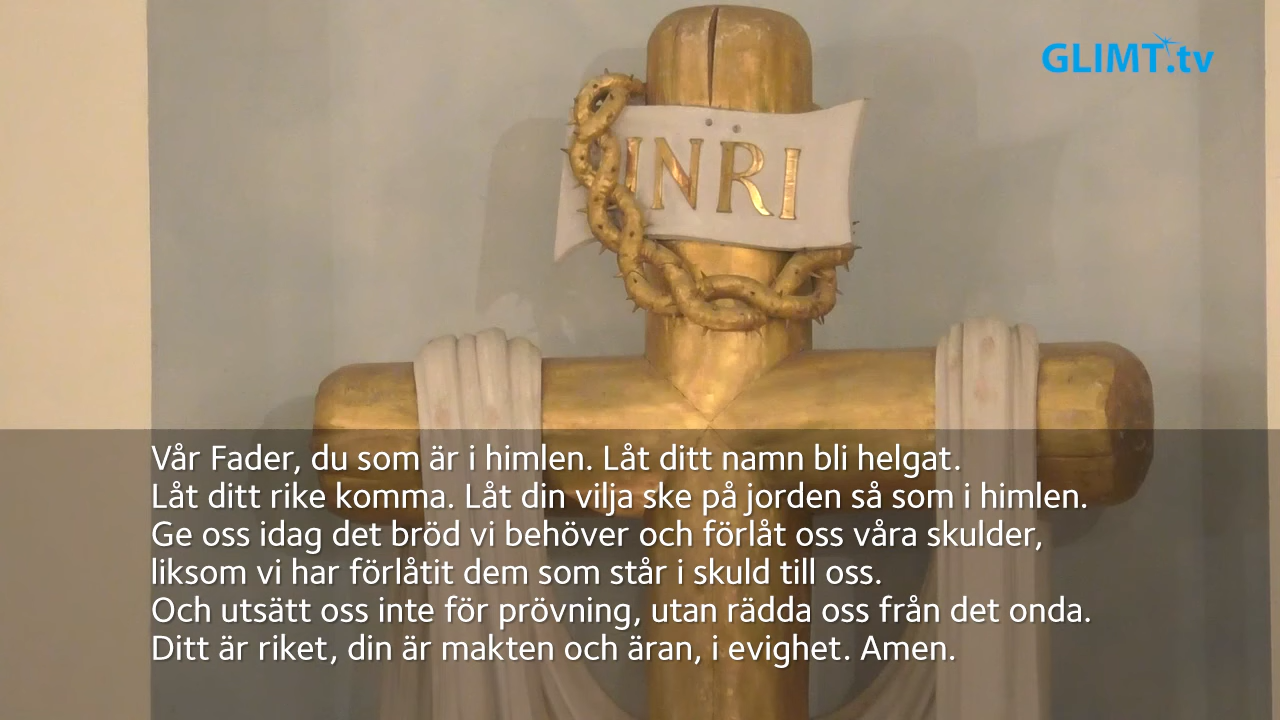 GLIMT.tv
INRI
Vår Fader, du som är i himlen. Låt ditt namn bli helgat.
Låt ditt rike komma. Låt din vilja ske på jorden så som i himlen.
Ge oss idag det bröd vi behöver och förlåt oss våra skulder,
liksom vi har förlåtit dem som står i skuld till oss.
Och utsätt oss inte för prövning, utan rädda oss från det onda.
Ditt är riket, din är makten och äran, i evighet. Amen.